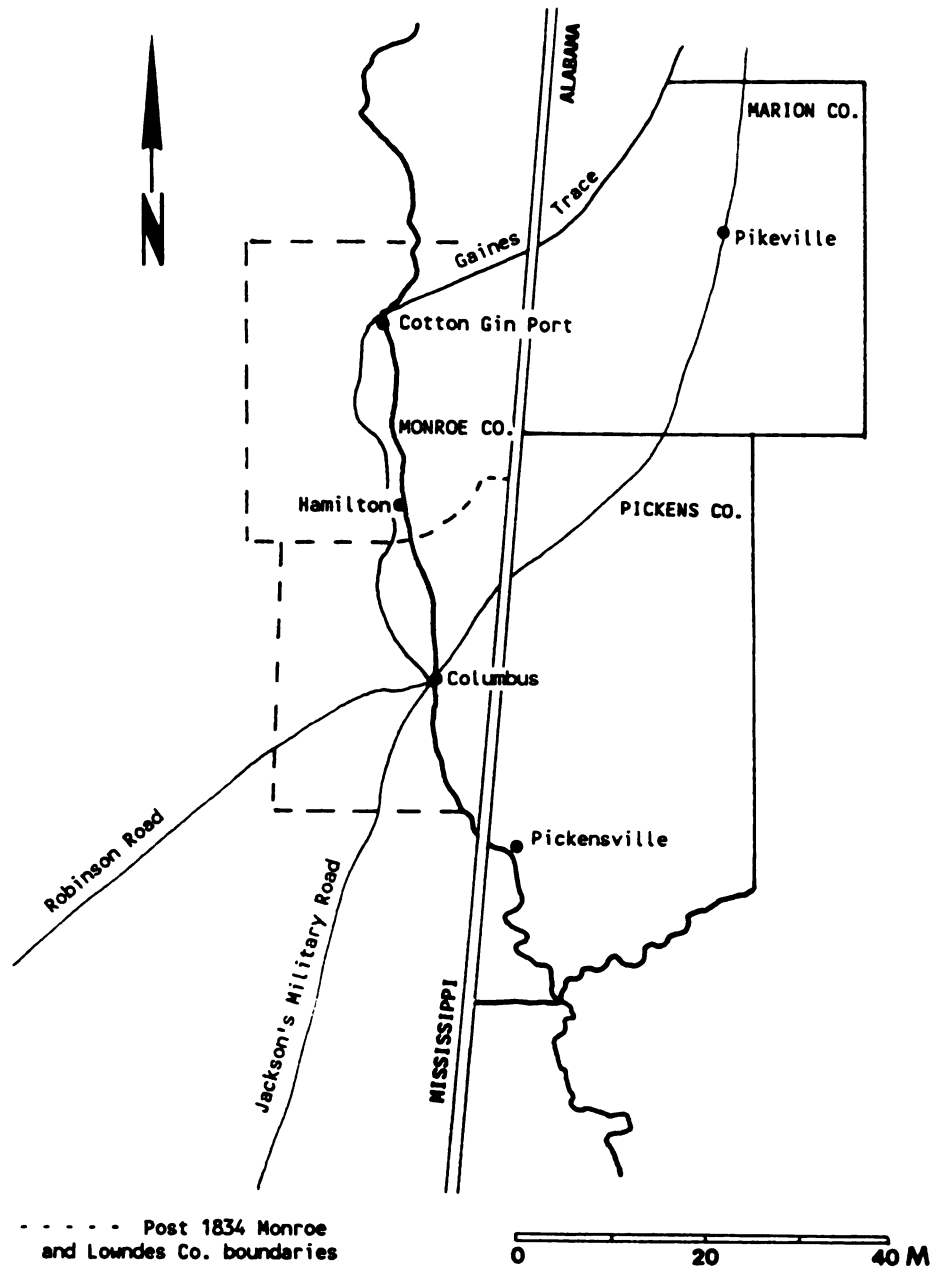 ALABAMA
MARION CO.
N
Gaines Trace
Pikeville
Cotton Gin Port
MONROE CO.
Hamilton
PICKENS CO.
Columbus
Robinson Road
Pickensville
Jackson's Military Road
MISSISSIPPI
- - - - - Post 1834 Monroe
and Lowndes Co. boundaries
0 20 40 M